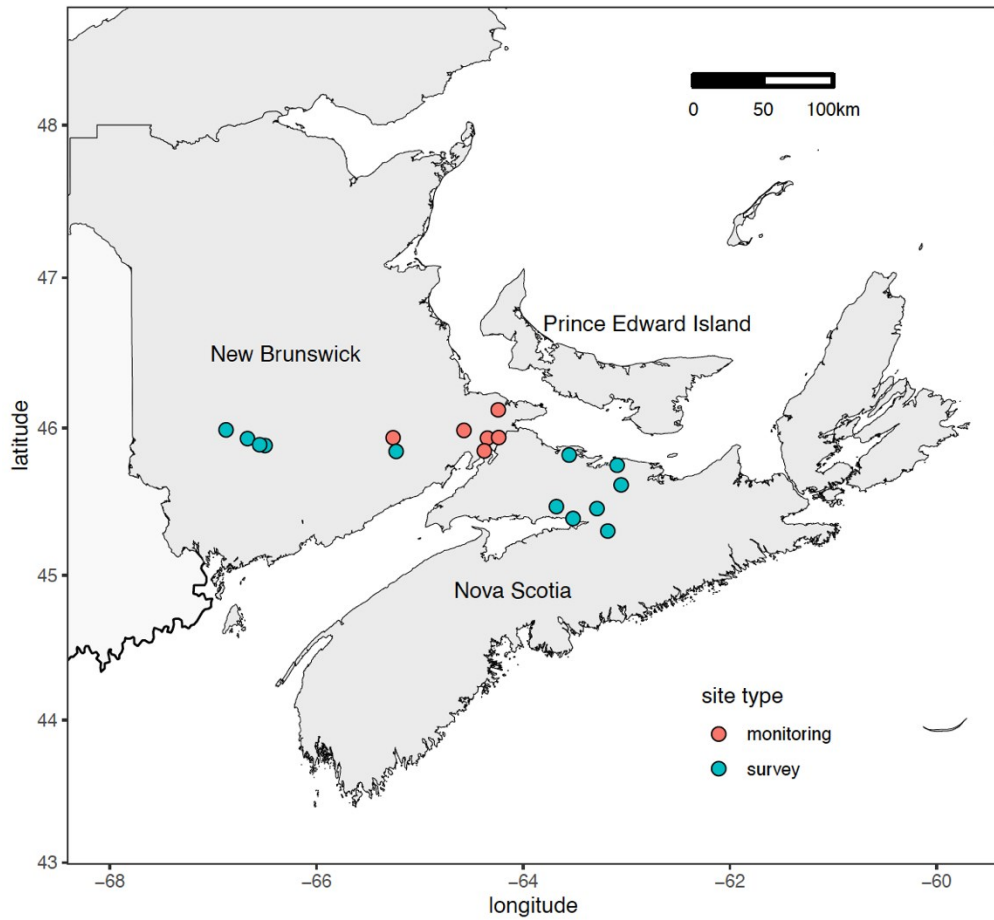 0 50 100km
48
47
Prince Edward Island
New Brunswick
46
latitude
45
Nova Scotia
site type
44
monitoring
survey
43
−68 −66 −64 −62 −60
longitude